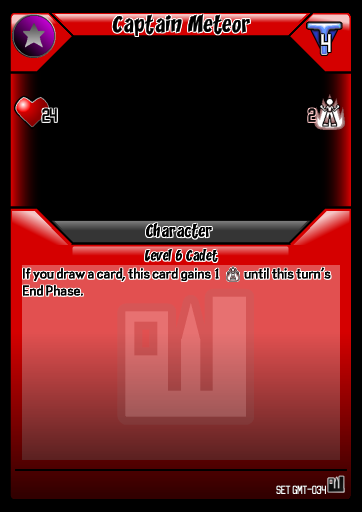 Captain Meteor
4
24
2
Character
Level 6 Cadet
If you draw a card, this card gains 1 until this turn's
End Phase.
SET GMT-034